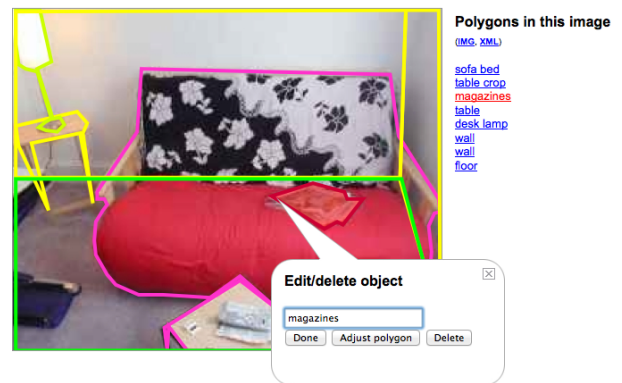 Polygons in this image
(IMG, XML)
sofa bed
table crop
magazines
table
desk lamp
wall
wall
floor
Edit/delete object
magazines
Done Adjust polygon Delete